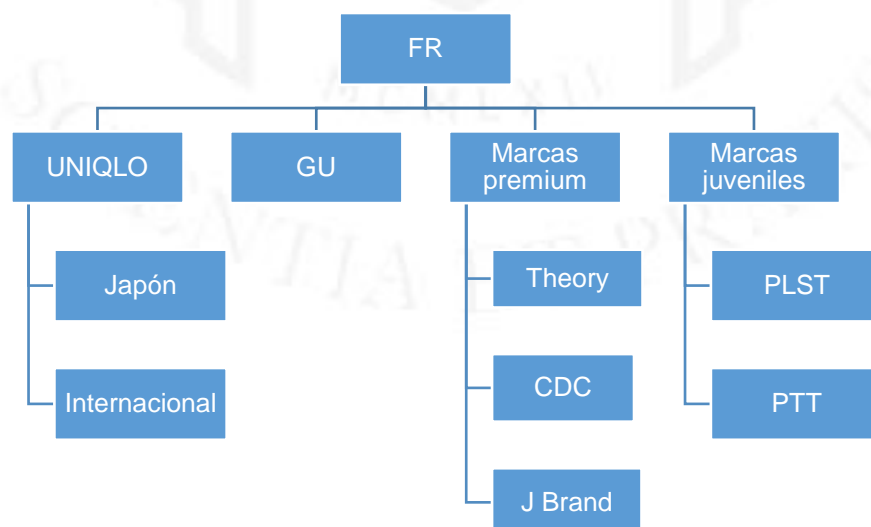 FR
UNIQLO
GU
Marcas
premium
Marcas
juveniles
Japón
Internacional
Theory
CDC
J Brand
PLST
PTT